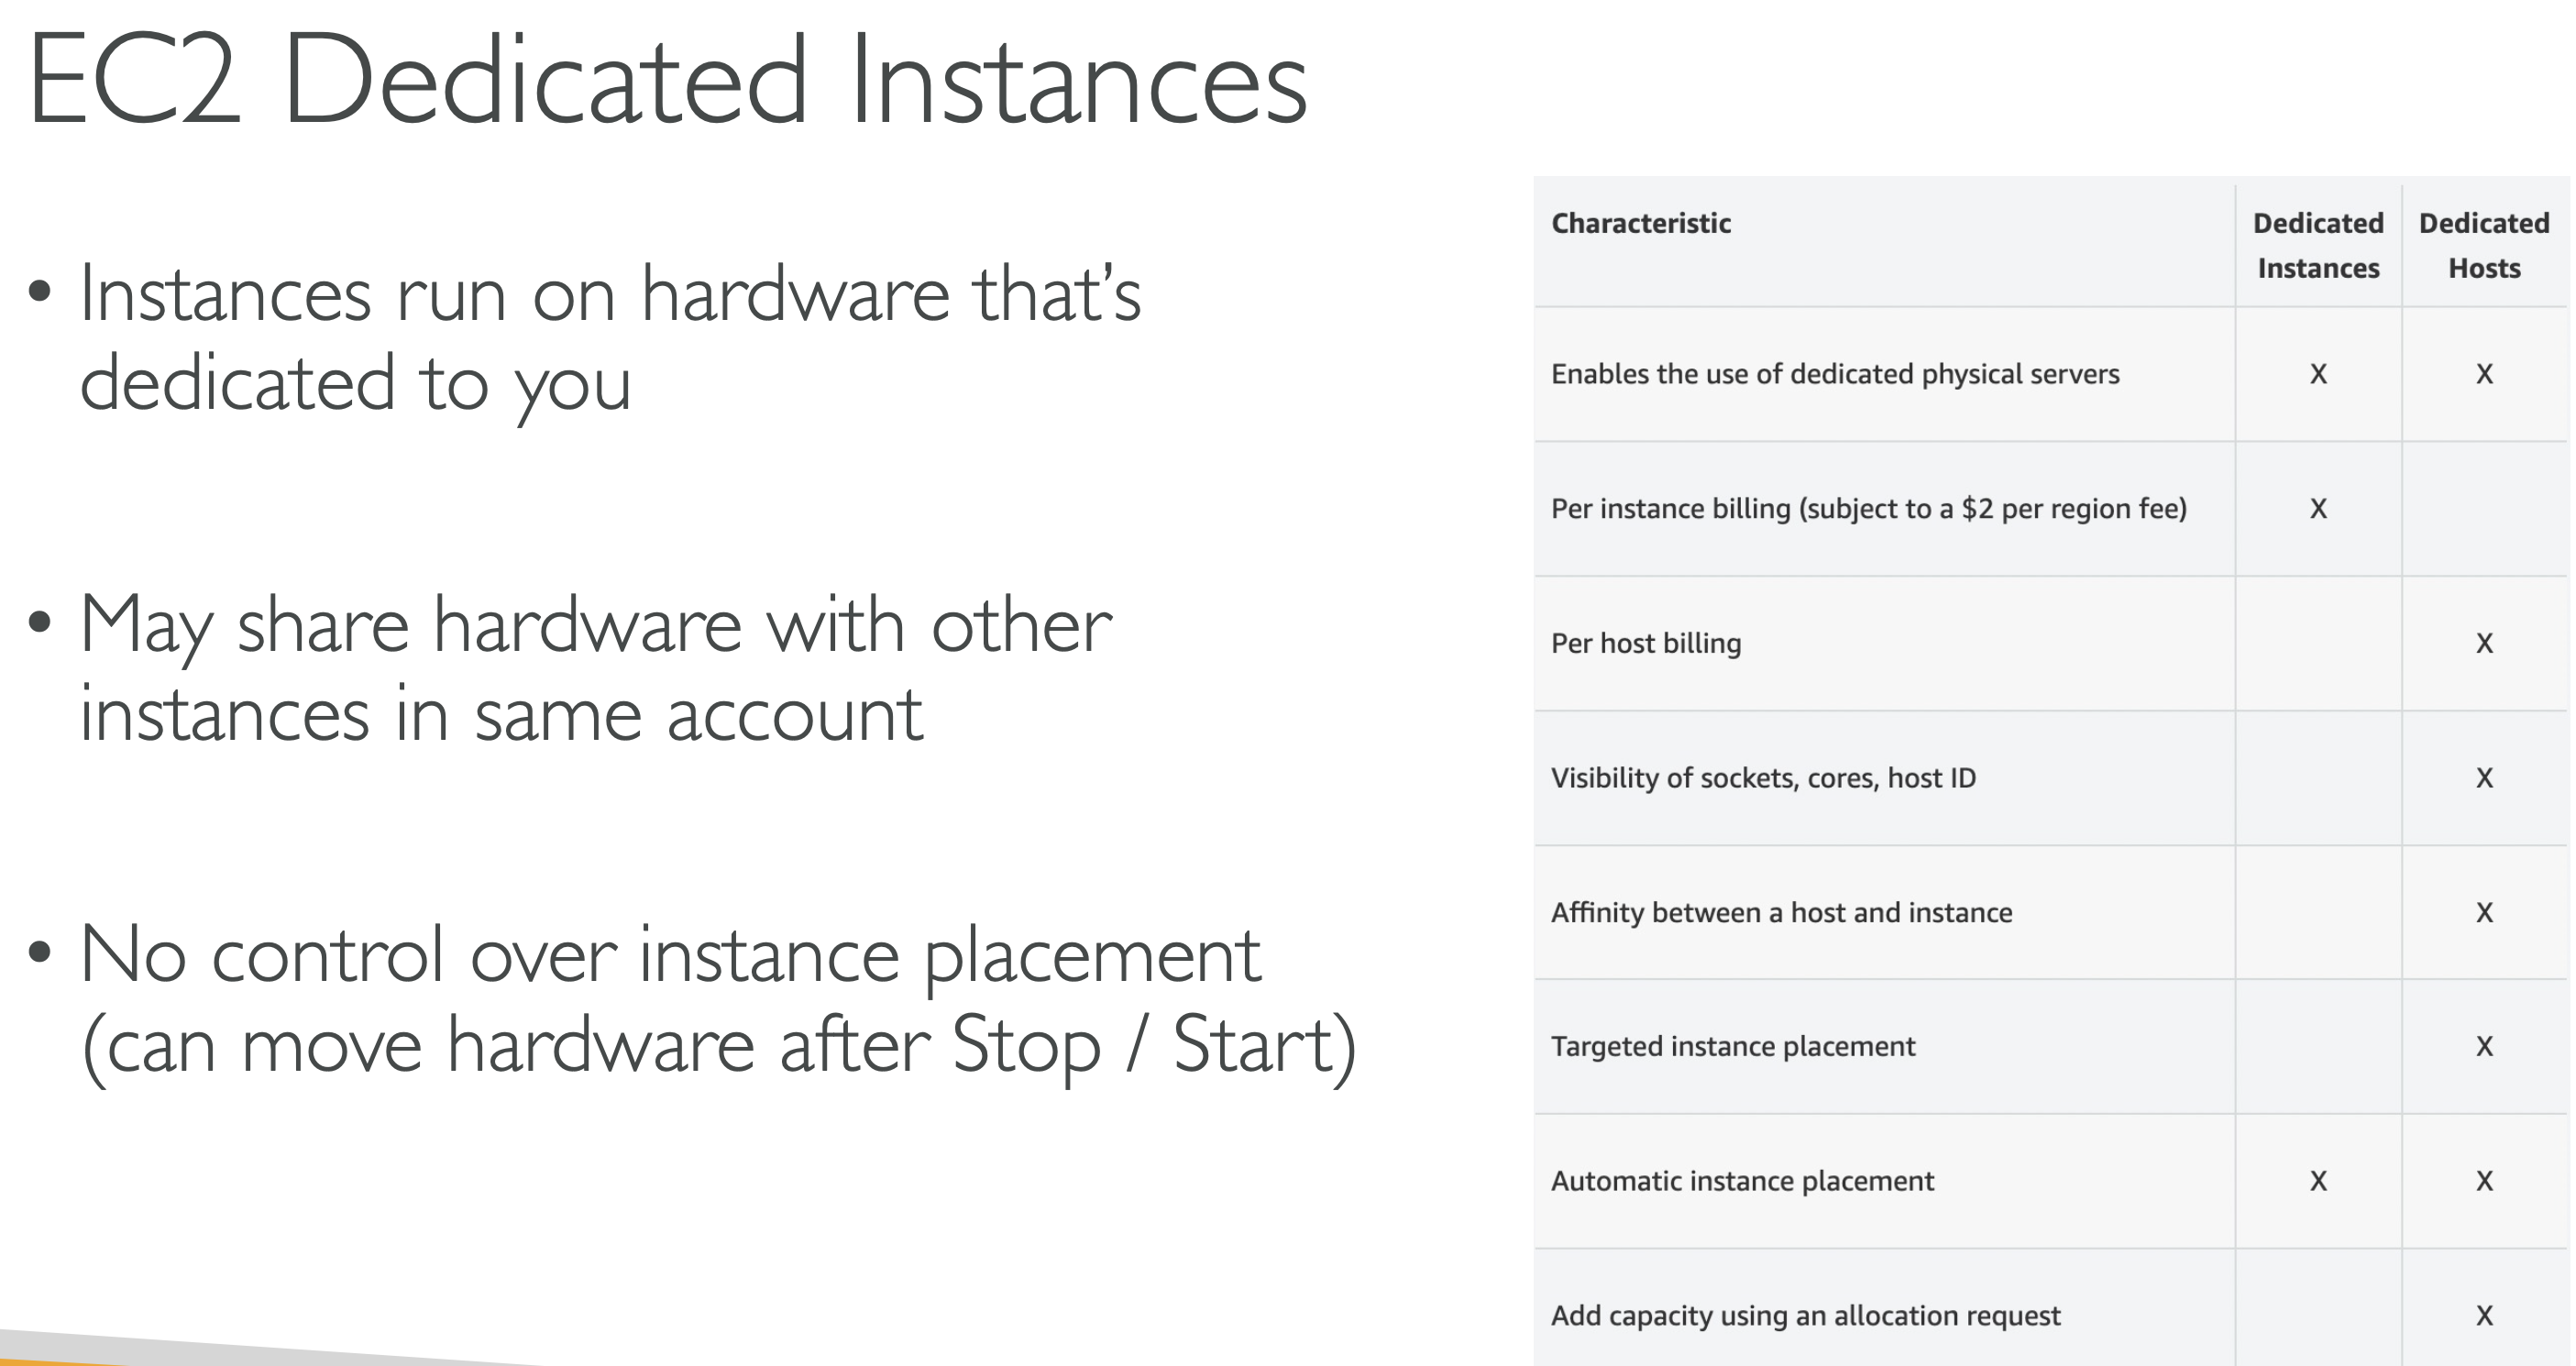 EC2 Dedicated Instances
• Instances run on hardware that’s
dedicated to you
• May share hardware with other
instances in same account
• No control over instance placement
(can move hardware after Stop / Start)
Characteristic Dedicated Instances Dedicated Hosts
Enables the use of dedicated physical servers X X
Per instance billing (subject to a $2 per region fee) X
Per host billing X
Visibility of sockets, cores, host ID X
Affinity between a host and instance X
Targeted instance placement X
Automatic instance placement X X
Add capacity using an allocation request X